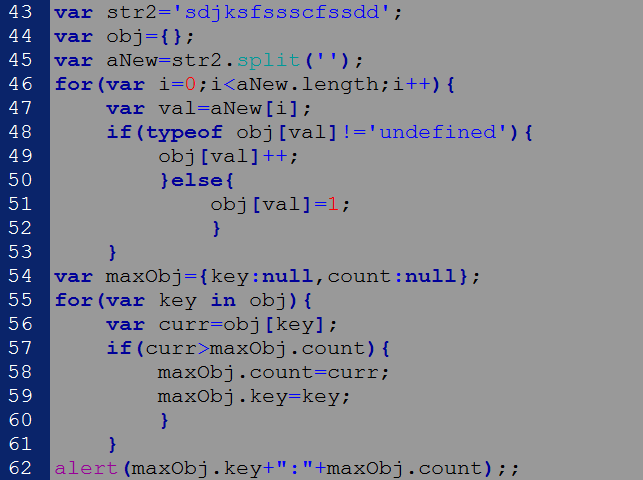 43 var str2='sdjksfssscfssdd';
44 var obj={};
45 var aNew=str2.split('');
46 for(var i=0;i<aNew.length;i++){
47     var val=aNew[i];
48     if(typeof obj[val]!='undefined'){
49         obj[val]++;
50         }else{
51             obj[val]=1;
52             }
53     }
54 var maxObj={key:null,count:null};
55 for(var key in obj){
56     var curr=obj[key];
57     if(curr>maxObj.count){
58         maxObj.count=curr;
59         maxObj.key=key;
60         }
61     }
62 alert(maxObj.key+":"+maxObj.count);;